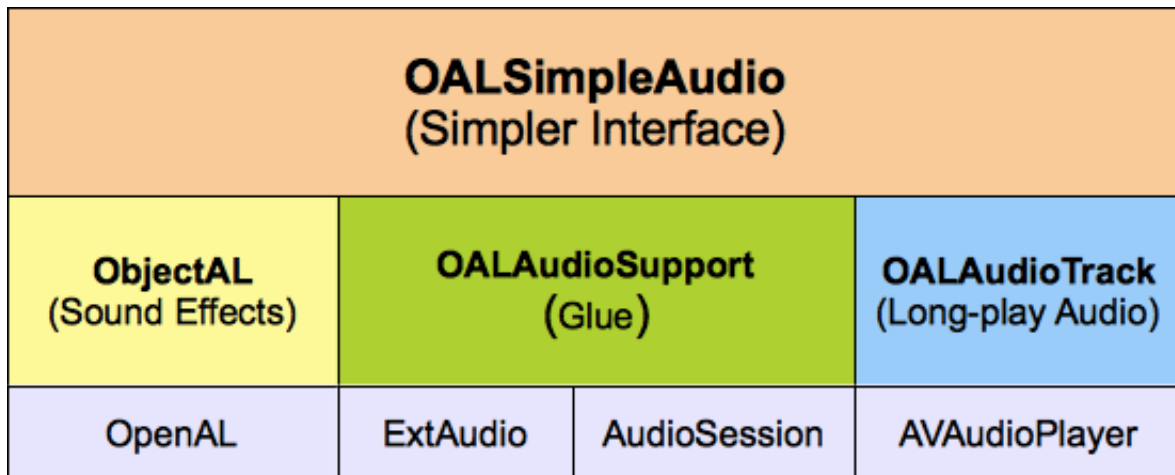 OALSimpleAudio
(Simpler Interface)
ObjectAL
(Sound Effects)
OALAudioSupport
(Glue)
OALAudioTrack
(Long-play Audio)
OpenAL
ExtAudio
AudioSession
AVAudioPlayer